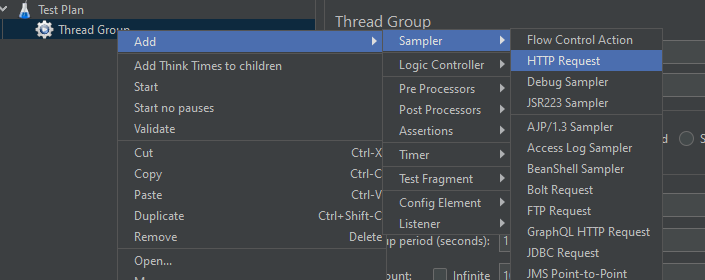 Test Plan
Thread Group
Thread Group
Add
Add Think Times to children
Start
Start no pauses
Validate
Cut Ctrl-X
Copy Ctrl-C
Paste Ctrl-V
Duplicate Ctrl+Shift-C
Remove Delete
Open...
Sampler
Logic Controller
Pre Processors
Post Processors
Assertions
Timer
Test Fragment
Config Element
Listener
Flow Control Action
HTTP Request
Debug Sampler
JSR223 Sampler
AJP/1.3 Sampler
Access Log Sampler
BeanShell Sampler
Bolt Request
FTP Request
GraphQL HTTP Request
JDBC Request
JMS Point-to-Point
period (seconds):
Infinite